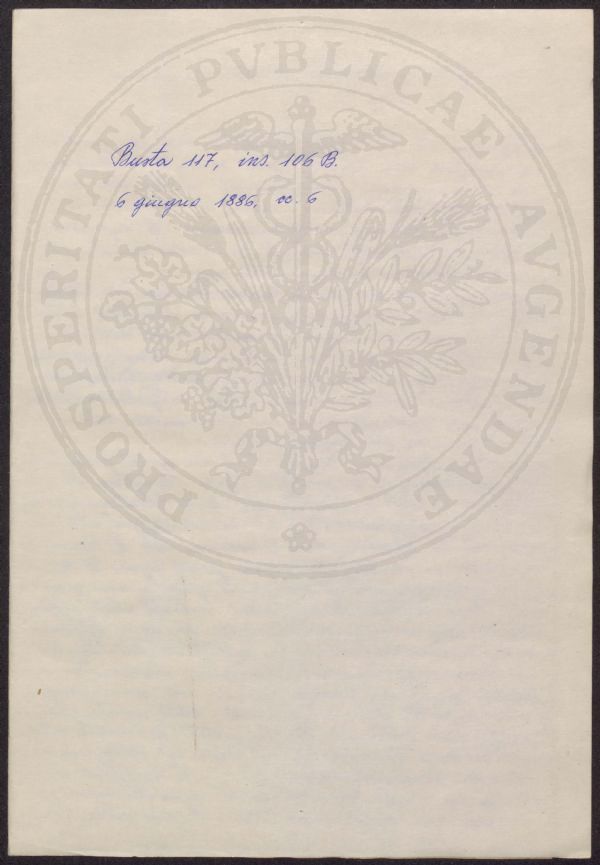 Busta 117, ins. 106 B.
6 giugno 1886, cc. 6
PROSPERITATI PVBLICAE AVGENDAE